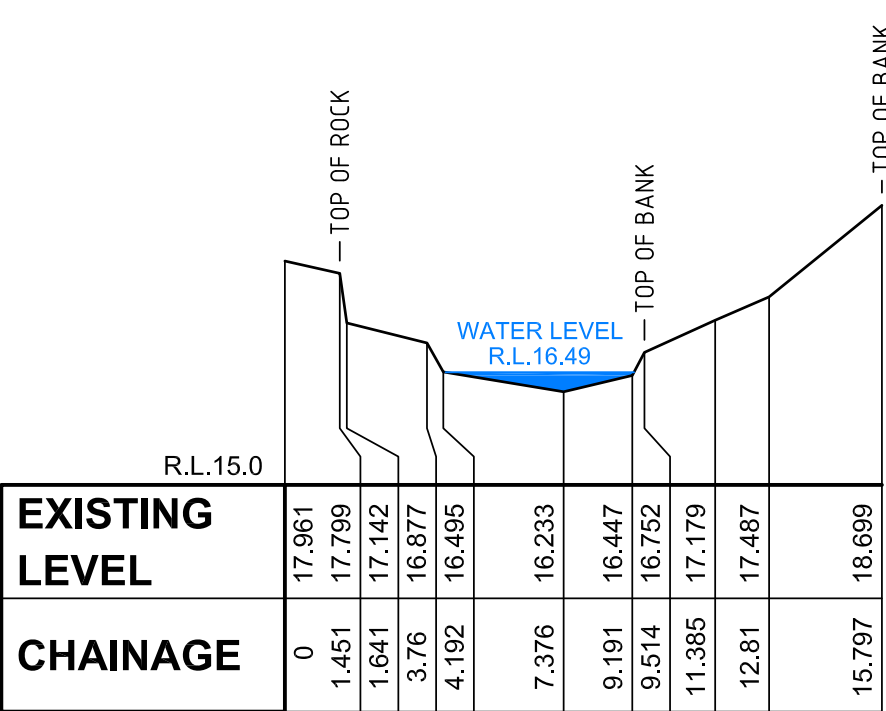 TOP OF ROCK
TOP OF BANK
TOP OF BANK
WATER LEVEL
R.L.16.49
R.L.15.0
EXISTING
LEVEL
17.961 17.799 17.142 16.877 16.495 16.233 16.447 16.752 17.179 17.487 18.699
CHAINAGE 0 1.451 1.641 3.76 4.192 7.376 9.191 9.514 11.385 12.81 15.797